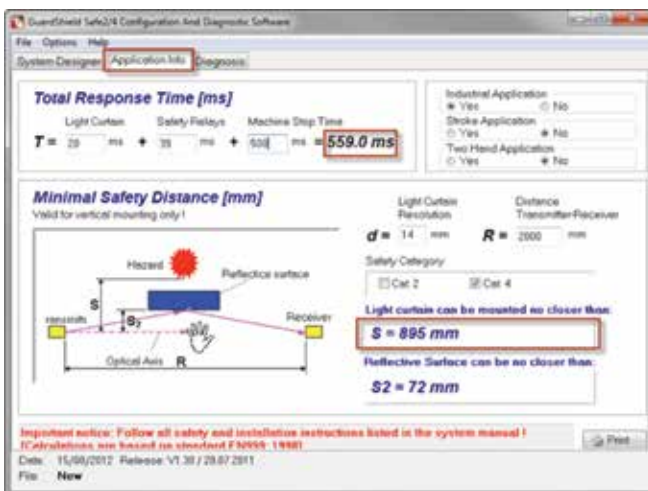 GuardShield Safe2/4 Configuration And Diagnostic Software
File Options Help
System Designer Application Info Diagnosis
Total Response Time [ms]
Light Curtain Safety Relays Machine Stop Time
T = 20 ms + 39 ms + 500 ms = 559.0 ms
Industrial Application
Yes No
Stroke Application
Yes No
Two Hand Application
Yes No
Minimal Safety Distance [mm]
Valid for vertical mounting only !
Hazard
Reflectice surface
S
S2
Receiver
Optical Axis R
Light Curtain Resolution
Distance Transmitter-Receiver
d = 14 mm R = 2000 mm
Safety Category
Cat 2 Cat 4
Light curtain can be mounted no closer than:
S = 895 mm
Reflective Surface can be no closer than:
S2 = 72 mm
Important notice: Follow all safety and installation instructions listed in the system manual !
(Calculations are based on standard EN999: 1998)
Print
Date: 15/08/2012 Release: V1.30 / 28.07.2011
File: New